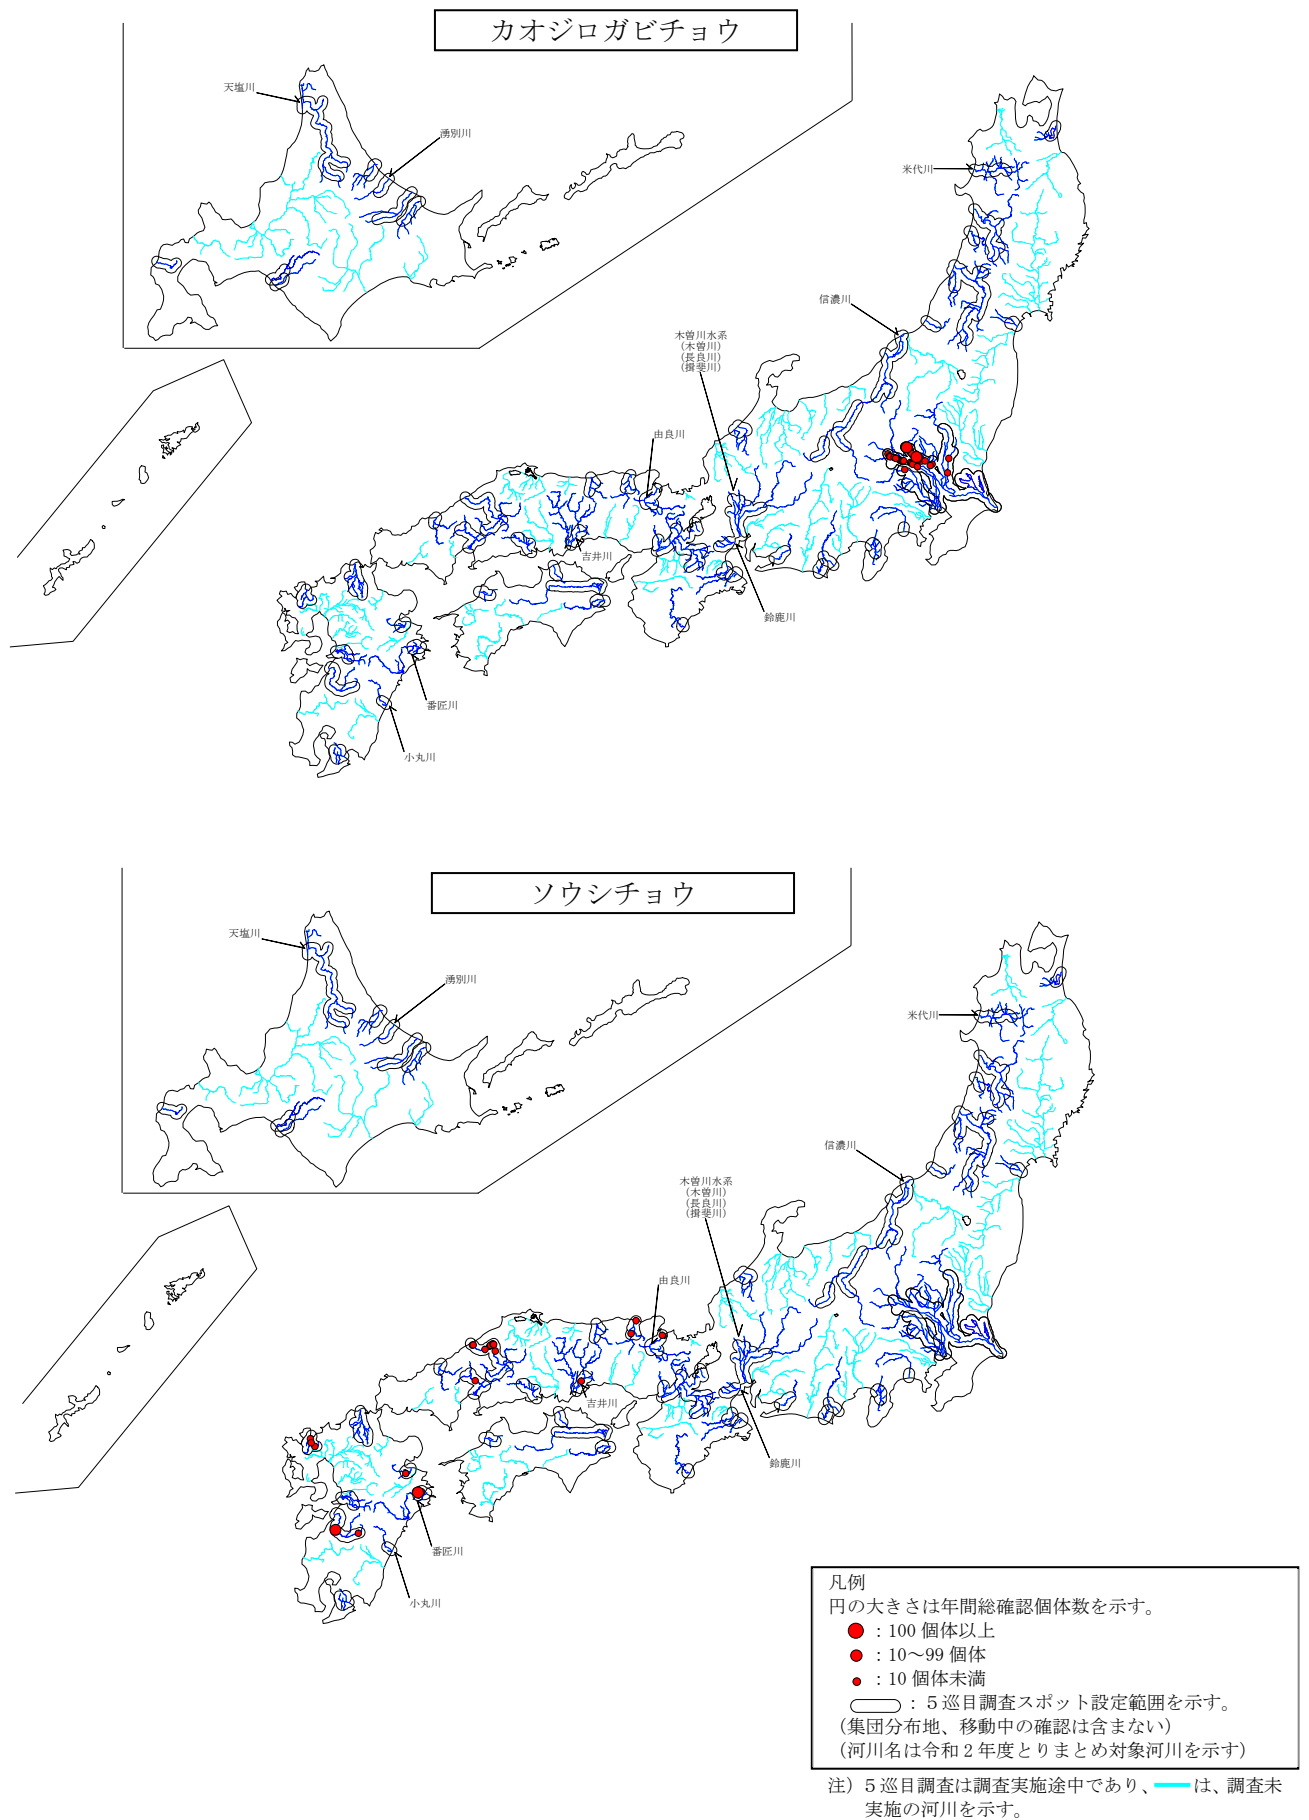 カオジロガビチョウ
天塩川
湧別川
米代川
信濃川
木曽川水系
(木曽川)
(長良川)
(揖斐川)
由良川
吉井川
鈴鹿川
番匠川
小丸川
ソウシチョウ
天塩川
湧別川
米代川
信濃川
木曽川水系
(木曽川)
(長良川)
(揖斐川)
由良川
吉井川
鈴鹿川
番匠川
小丸川
凡例
円の大きさは年間総確認個体数を示す。
：100 個体以上
：10～99 個体
：10 個体未満
：５巡目調査スポット設定範囲を示す。
（集団分布地、移動中の確認は含まない）
（河川名は令和２年度とりまとめ対象河川を示す）
注）５巡目調査は調査実施途中であり、 は、調査未
実施の河川を示す。